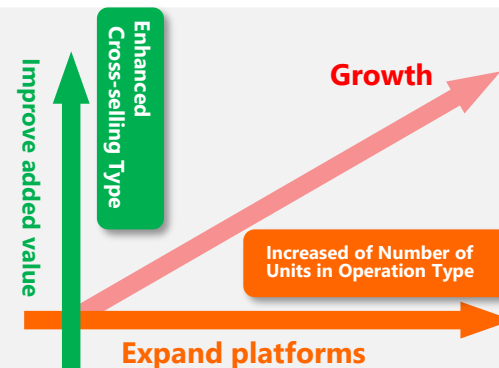 Improve added value
Enhanced
Cross-selling Type
Growth
Increased of Number of
Units in Operation Type
Expand platforms